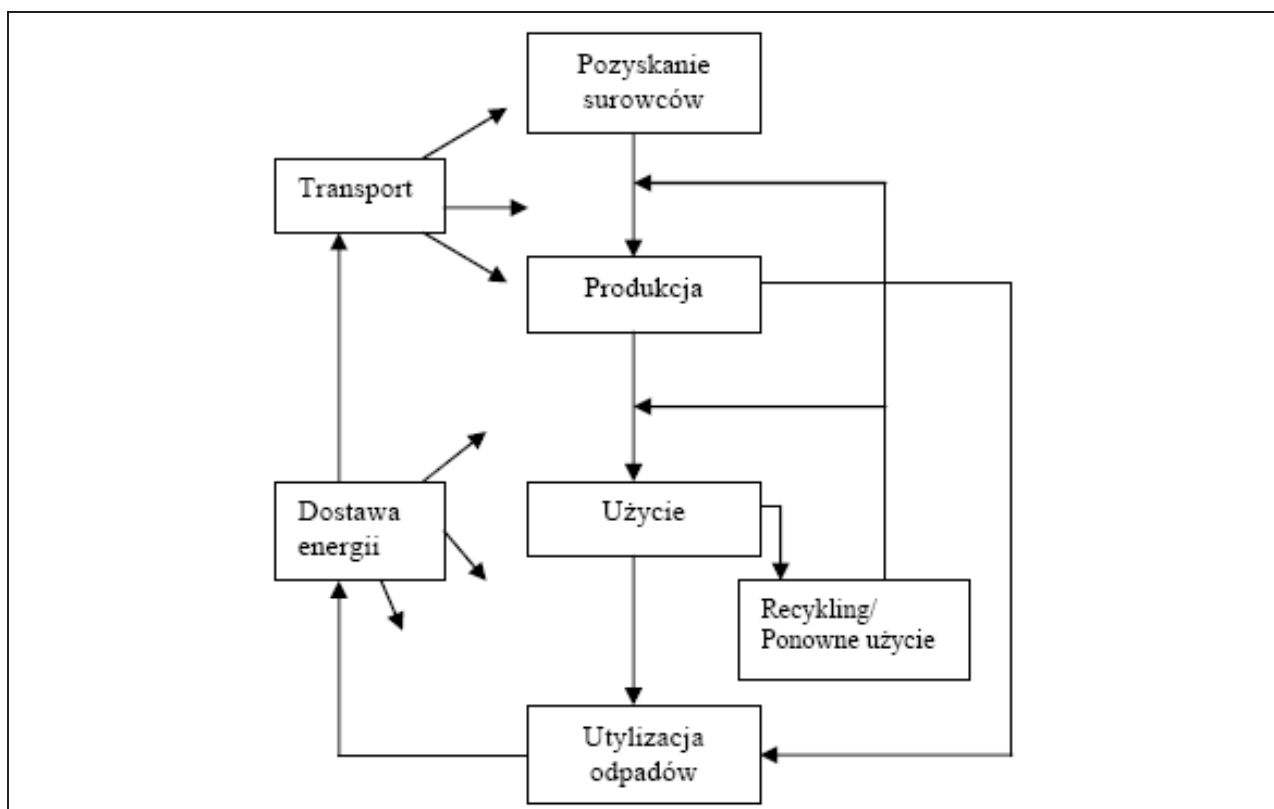 Pozyskanie
surowców
Transport
Produkcja
Dostawa
energii
Użycie
Recykling/
Ponowne użycie
Utylizacja
odpadów